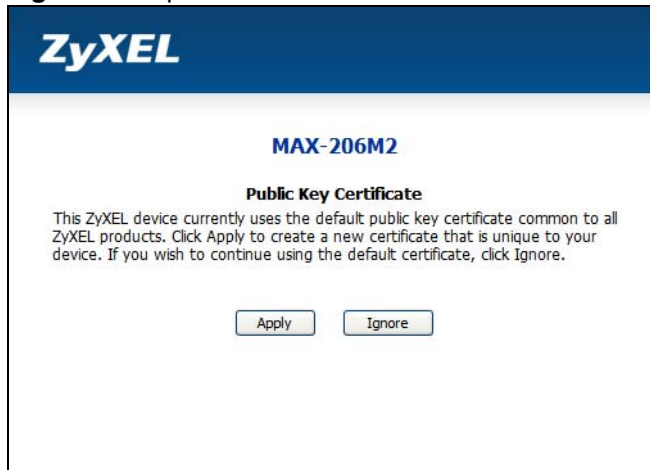 ZyXEL
MAX-206M2
Public Key Certificate
This ZyXEL device currently uses the default public key certificate common to all
ZyXEL products. Click Apply to create a new certificate that is unique to your
device. If you wish to continue using the default certificate, click Ignore.
Apply Ignore